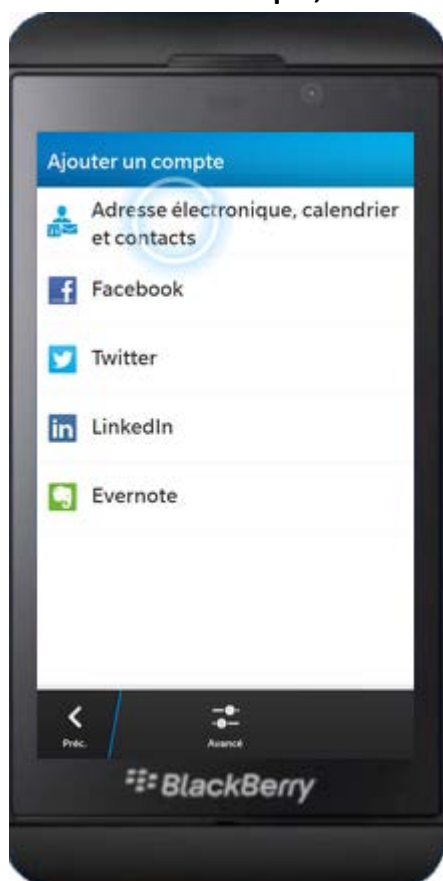 Ajouter un compte
Adresse électronique, calendrier
et contacts
Facebook
Twitter
LinkedIn
Evernote
Préc.
Avancé
BlackBerry